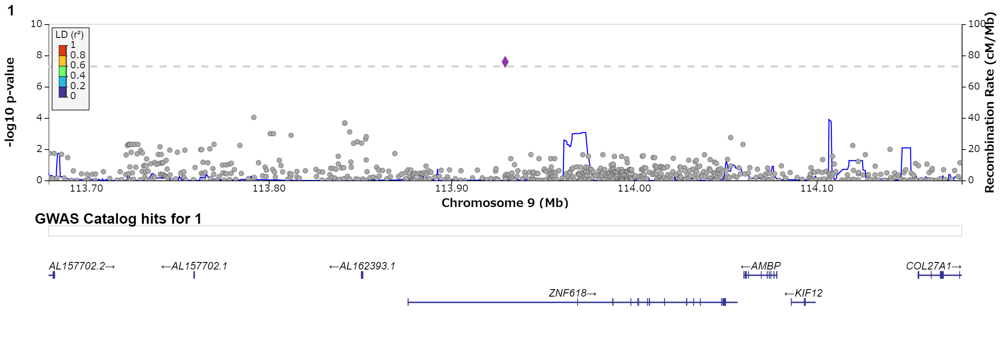 1
10
8
6
4
2
0
-log10 p-value
LD (r²)
1
0.8
0.6
0.4
0.2
0
100
80
60
40
20
0
Recombination Rate (cM/Mb)
113.70 113.80 113.90 114.00 114.10
Chromosome 9 (Mb)
GWAS Catalog hits for 1
AL157702.2→ ←AL157702.1 ←AL162393.1 ←AMBP COL27A1→
ZNF618→ ←KIF12